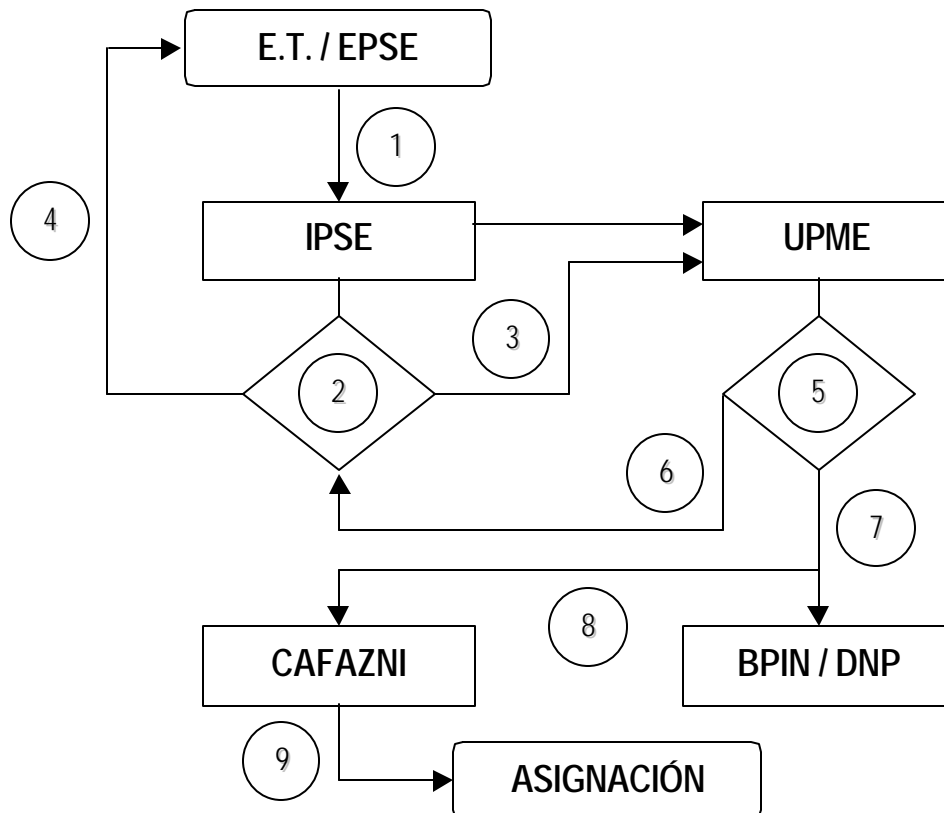 E.T. / EPSE
1
4
IPSE
UPME
3
2
5
6
7
8
CAFAZNI
BPIN / DNP
9
ASIGNACIÓN